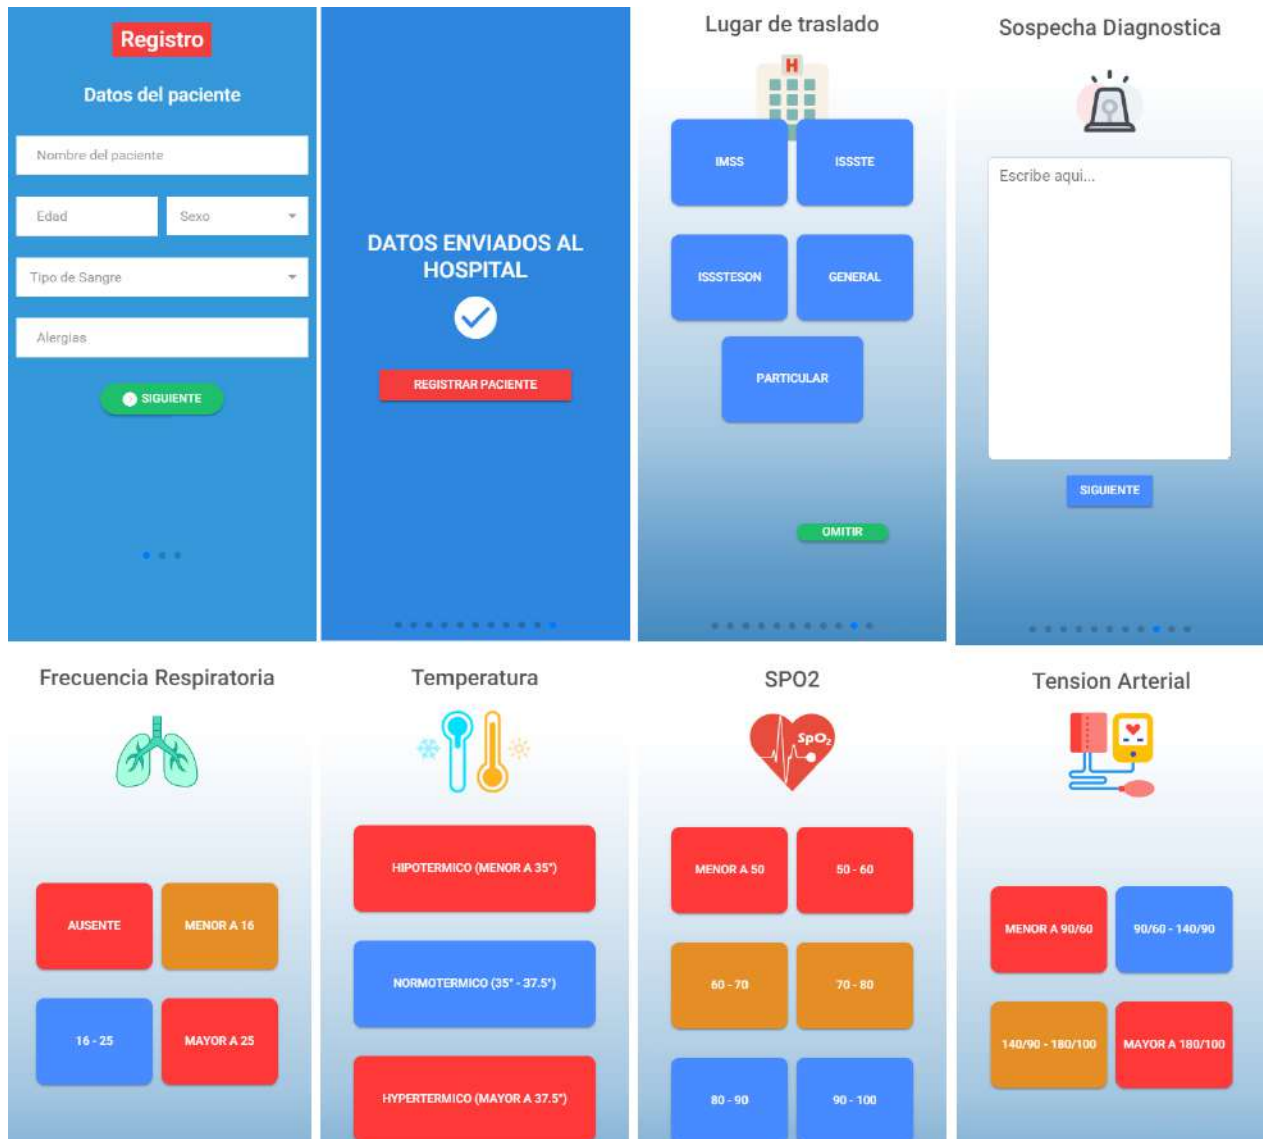 Registro
Datos del paciente
Nombre del paciente
Edad
Sexo
Tipo de Sangre
Alergias
SIGUIENTE
DATOS ENVIADOS AL
HOSPITAL
REGISTRAR PACIENTE
Lugar de traslado
H
IMSS
ISSSTE
ISSSTESON
GENERAL
PARTICULAR
OMITIR
Sospecha Diagnostica
Escribe aqui...
SIGUIENTE
Frecuencia Respiratoria
AUSENTE
MENOR A 16
16 - 25
MAYOR A 25
Temperatura
HIPOTERMICO (MENOR A 35°)
NORMOTERMICO (35° - 37.5°)
HYPERTERMICO (MAYOR A 37.5°)
SPO2
SpO₂
MENOR A 50
50 - 60
60 - 70
70 - 80
80 - 90
90 - 100
Tension Arterial
MENOR A 90/60
90/60 - 140/90
140/90 - 180/100
MAYOR A 180/100